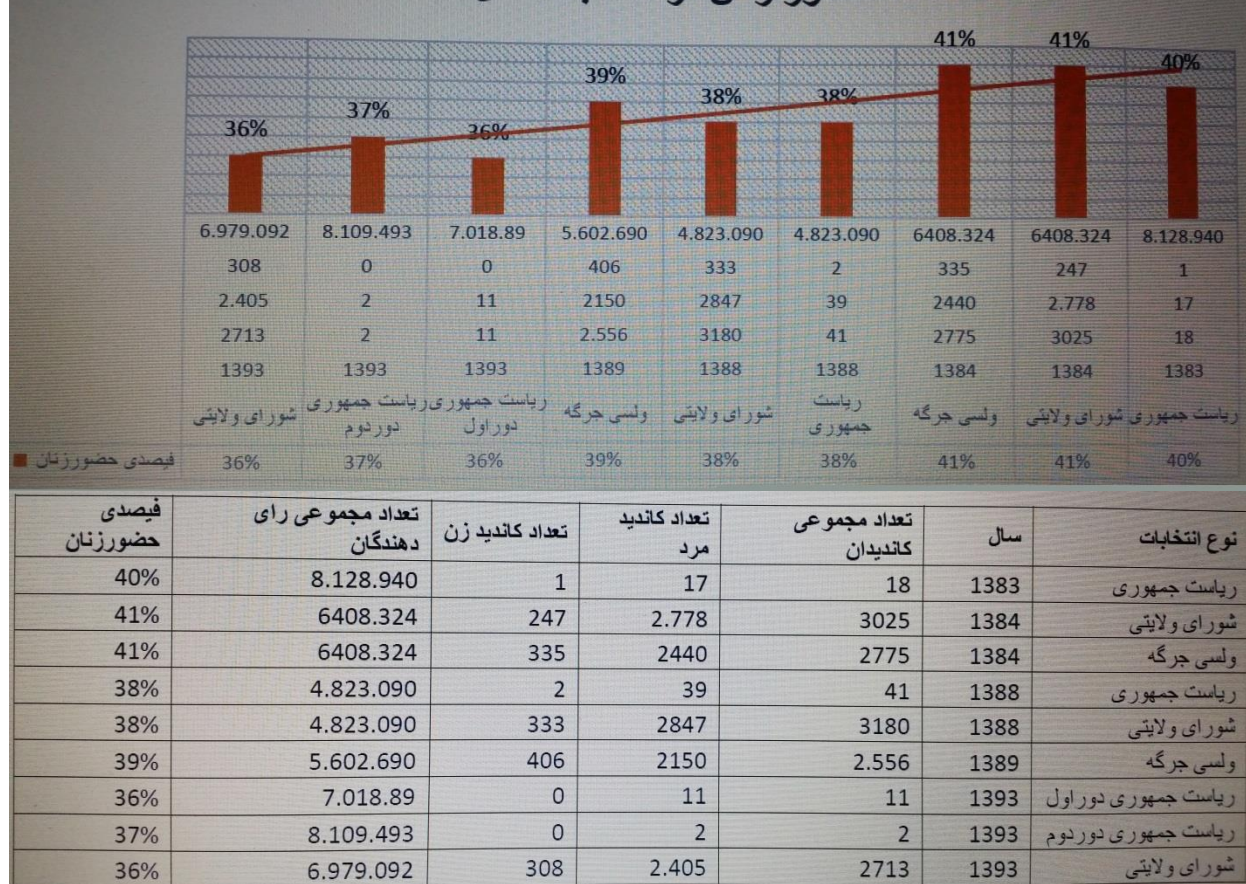 41% 41%
40%
39%
38% 38%
37%
36% 36%
6.979.092 8.109.493 7.018.89 5.602.690 4.823.090 4.823.090 6408.324 6408.324 8.128.940
308 0 0 406 333 2 335 247 1
2.405 2 11 2150 2847 39 2440 2.778 17
2713 2 11 2.556 3180 41 2775 3025 18
1393 1393 1393 1389 1388 1388 1384 1384 1383
ریاست جمهوری شورای ولایتی ولسی جرگه ریاست جمهوری شورای ولایتی ولسی جرگه ریاست جمهوری دوراول ریاست جمهوری دوردوم شورای ولایتی
فیصدی حضورزنان 36% 37% 36% 39% 38% 38% 41% 41% 40%
نوع انتخابات سال تعداد مجموعی کاندیدان تعداد کاندید مرد تعداد کاندید زن تعداد مجموعی رای دهندگان فیصدی حضورزنان
ریاست جمهوری 1383 18 17 1 8.128.940 40%
شورای ولایتی 1384 3025 2.778 247 6408.324 41%
ولسی جرگه 1384 2775 2440 335 6408.324 41%
ریاست جمهوری 1388 41 39 2 4.823.090 38%
شورای ولایتی 1388 3180 2847 333 4.823.090 38%
ولسی جرگه 1389 2.556 2150 406 5.602.690 39%
ریاست جمهوری دوراول 1393 11 11 0 7.018.89 36%
ریاست جمهوری دوردوم 1393 2 2 0 8.109.493 37%
شورای ولایتی 1393 2713 2.405 308 6.979.092 36%